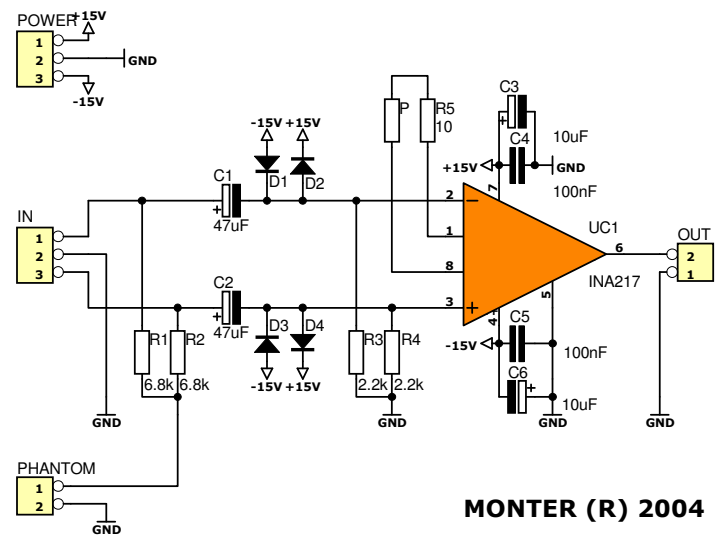 POWER +15V
1
2 GND
3
-15V
C3
P R5
10
-15V +15V
10uF
C4
+15V GND
100nF
7
C1
D1 D2
2
47uF
IN
1
2
3
1
UC1
6
OUT
2
1
8
INA217
C2
3
5
4
47uF
D3 D4
R1 R2
R3 R4
C5
-15V
100nF
-15V +15V
6.8k 6.8k
2.2k 2.2k
C6
10uF
GND GND GND GND
PHANTOM
1
2
GND
MONTER (R) 2004